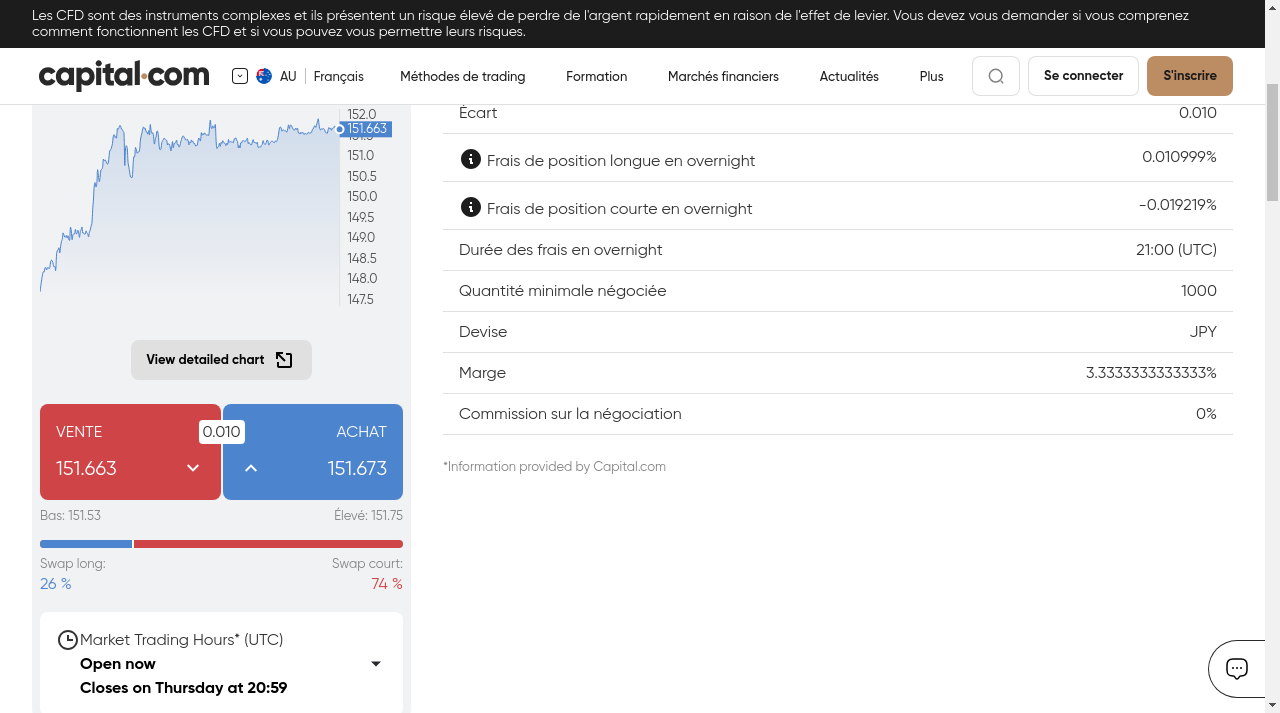 Les CFD sont des instruments complexes et ils présentent un risque élevé de perdre de l'argent rapidement en raison de l'effet de levier. Vous devez vous demander si vous comprenez
comment fonctionnent les CFD et si vous pouvez vous permettre leurs risques.
capital.com
AU Français
Méthodes de trading
Formation
Marchés financiers
Actualités
Plus
Se connecter
S'inscrire
152.0
151.663
151.0
150.5
150.0
149.5
149.0
148.5
148.0
147.5
View detailed chart
VENTE
151.663
0.010
ACHAT
151.673
Bas: 151.53
Élevé: 151.75
Swap long:
Swap court:
26 %
74 %
Market Trading Hours* (UTC)
Open now
Closes on Thursday at 20:59
Écart 0.010
Frais de position longue en overnight 0.010999%
Frais de position courte en overnight -0.019219%
Durée des frais en overnight 21:00 (UTC)
Quantité minimale négociée 1000
Devise JPY
Marge 3.3333333333333%
Commission sur la négociation 0%
*Information provided by Capital.com